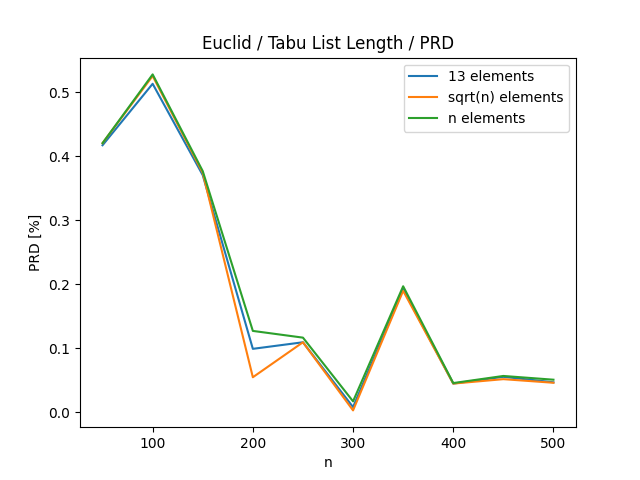 Euclid / Tabu List Length / PRD
13 elements
sqrt(n) elements
n elements
PRD [%]
0.5
0.4
0.3
0.2
0.1
0.0
100 200 300 400 500
n